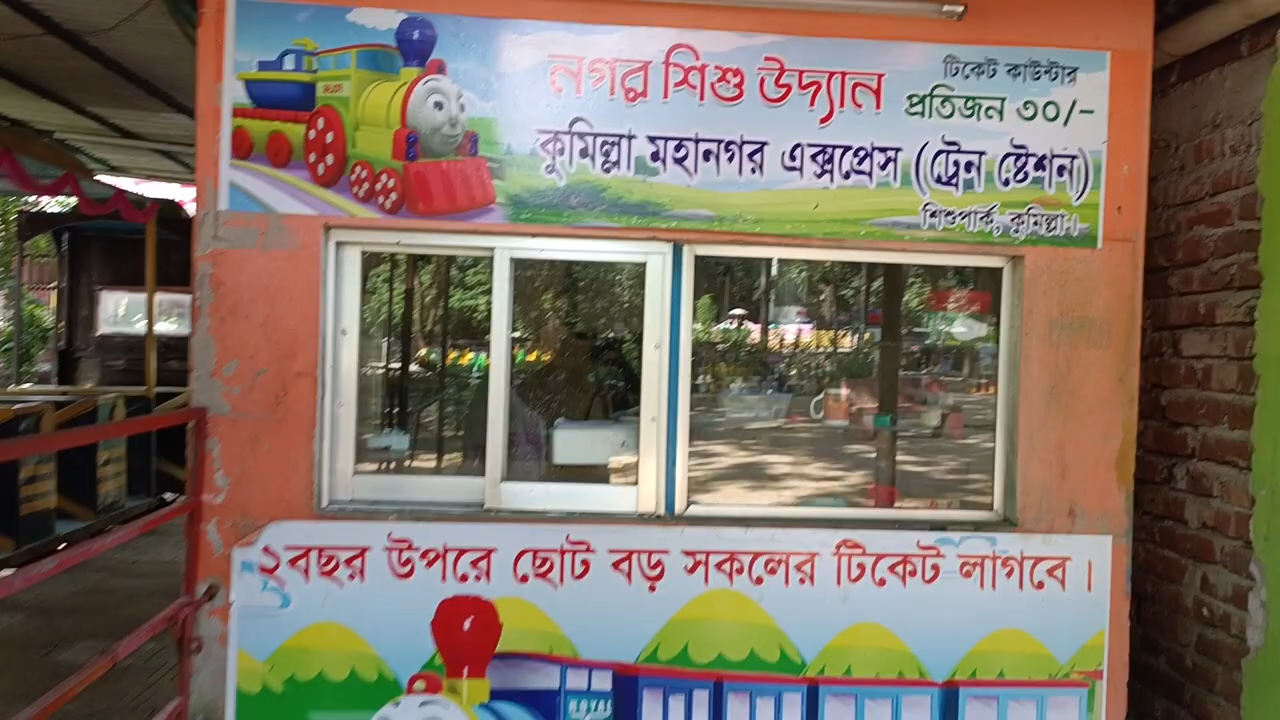 নগর শিশু উদ্যান
টিকেট কাউন্টার
প্রতিজন ৩০/-
কুমিল্লা মহানগর এক্সপ্রেস (ট্রেন ষ্টেশন)
শিশুপার্ক, কুমিল্লা।
২বছর উপরে ছোট বড় সকলের টিকেট লাগবে।